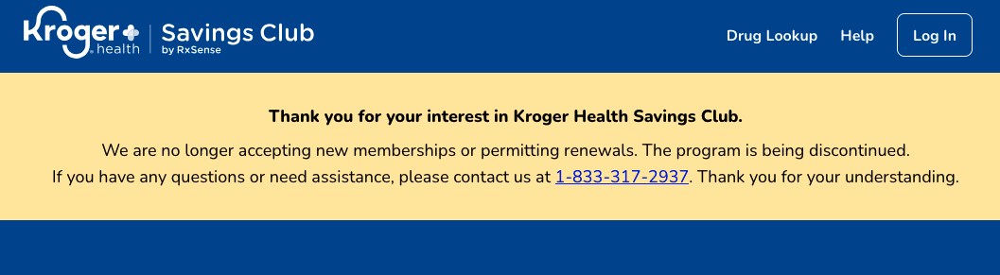 Kroger health | Savings Club
by RxSense
Drug Lookup Help Log In
Thank you for your interest in Kroger Health Savings Club.
We are no longer accepting new memberships or permitting renewals. The program is being discontinued.
If you have any questions or need assistance, please contact us at 1-833-317-2937. Thank you for your understanding.